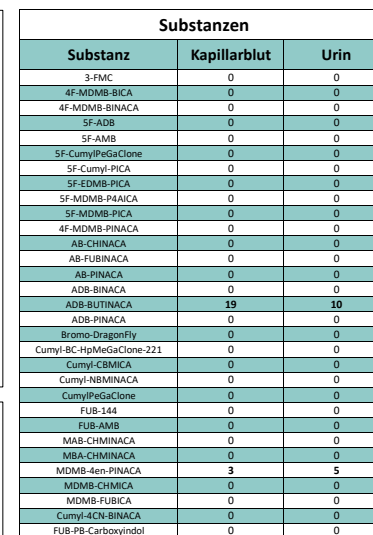 Substanzen
Substanz Kapillarblut Urin
3-FMC 0 0
4F-MDMB-BICA 0 0
4F-MDMB-BINACA 0 0
5F-ADB 0 0
5F-AMB 0 0
5F-CumylPeGaClone 0 0
5F-Cumyl-PICA 0 0
5F-EDMB-PICA 0 0
5F-MDMB-P4AICA 0 0
5F-MDMB-PICA 0 0
4F-MDMB-PINACA 0 0
AB-CHINACA 0 0
AB-FUBINACA 0 0
AB-PINACA 0 0
ADB-BINACA 0 0
ADB-BUTINACA 19 10
ADB-PINACA 0 0
Bromo-DragonFly 0 0
Cumyl-BC-HpMeGaClone-221 0 0
Cumyl-CBMICA 0 0
Cumyl-NBMINACA 0 0
CumylPeGaClone 0 0
FUB-144 0 0
FUB-AMB 0 0
MAB-CHMINACA 0 0
MBA-CHMINACA 0 0
MDMB-4en-PINACA 3 5
MDMB-CHMICA 0 0
MDMB-FUBICA 0 0
Cumyl-4CN-BINACA 0 0
FUB-PB-Carboxyindol 0 0